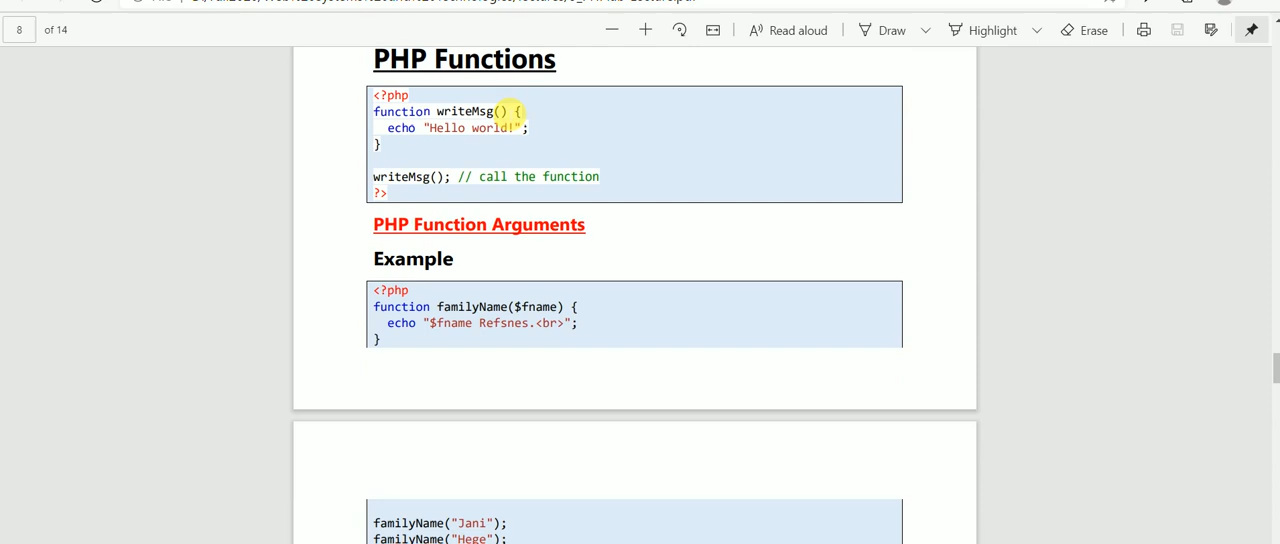 8 of 14
Read aloud
Draw
Highlight
Erase
PHP Functions
<?php
function writeMsg() {
  echo "Hello world!";
}
writeMsg(); // call the function
?>
PHP Function Arguments
Example
<?php
function familyName($fname) {
  echo "$fname Refsnes.<br>";
}
familyName("Jani");
familyName("Hege");